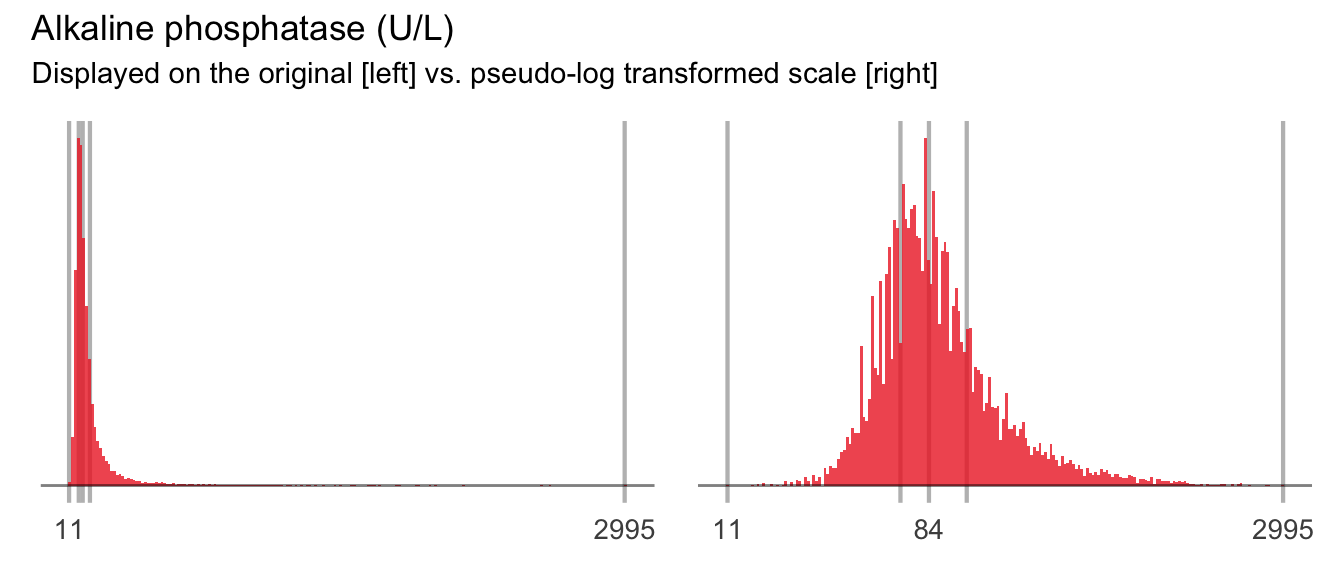 Alkaline phosphatase (U/L)
Displayed on the original [left] vs. pseudo-log transformed scale [right]
11 2995 11 84 2995